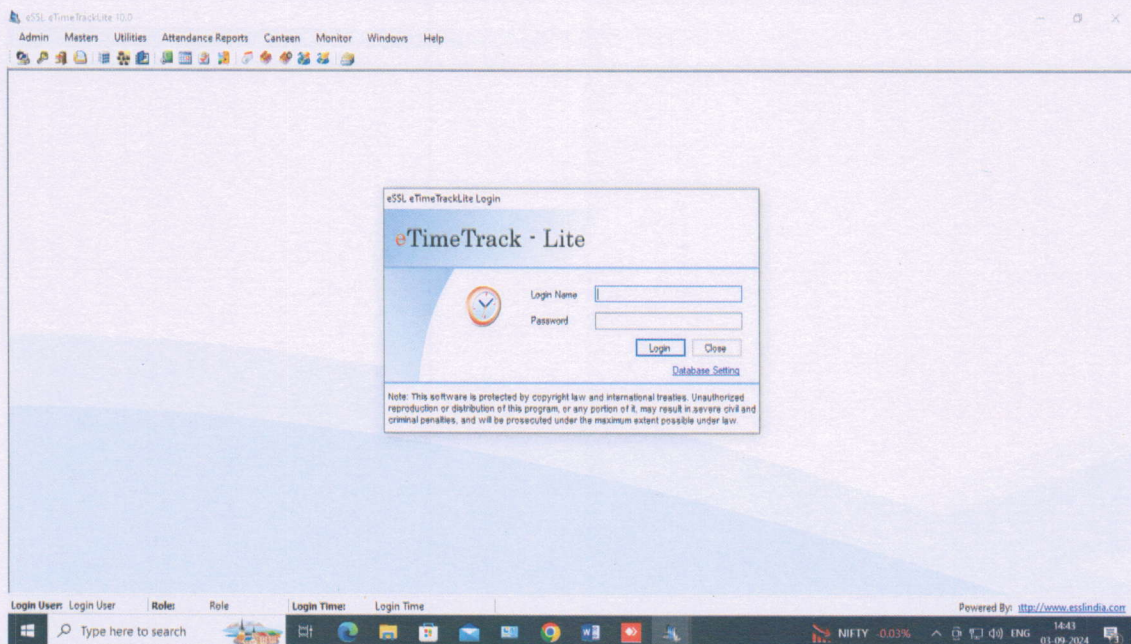 eSSL eTimeTrackLite 10.0
Admin Masters Utilities Attendance Reports Canteen Monitor Windows Help
eSSL eTimeTrackLite Login
eTimeTrack - Lite
Login Name
Password
Login Close
Database Setting
Note: This software is protected by copyright law and international treaties. Unauthorized
reproduction or distribution of this program, or any portion of it, may result in severe civil and
criminal penalties, and will be prosecuted under the maximum extent possible under law.
Login User: Login User Role: Role Login Time: Login Time Powered By: http://www.esslindia.com
Type here to search NIFTY -0.03% ENG 14:43
03-09-2024